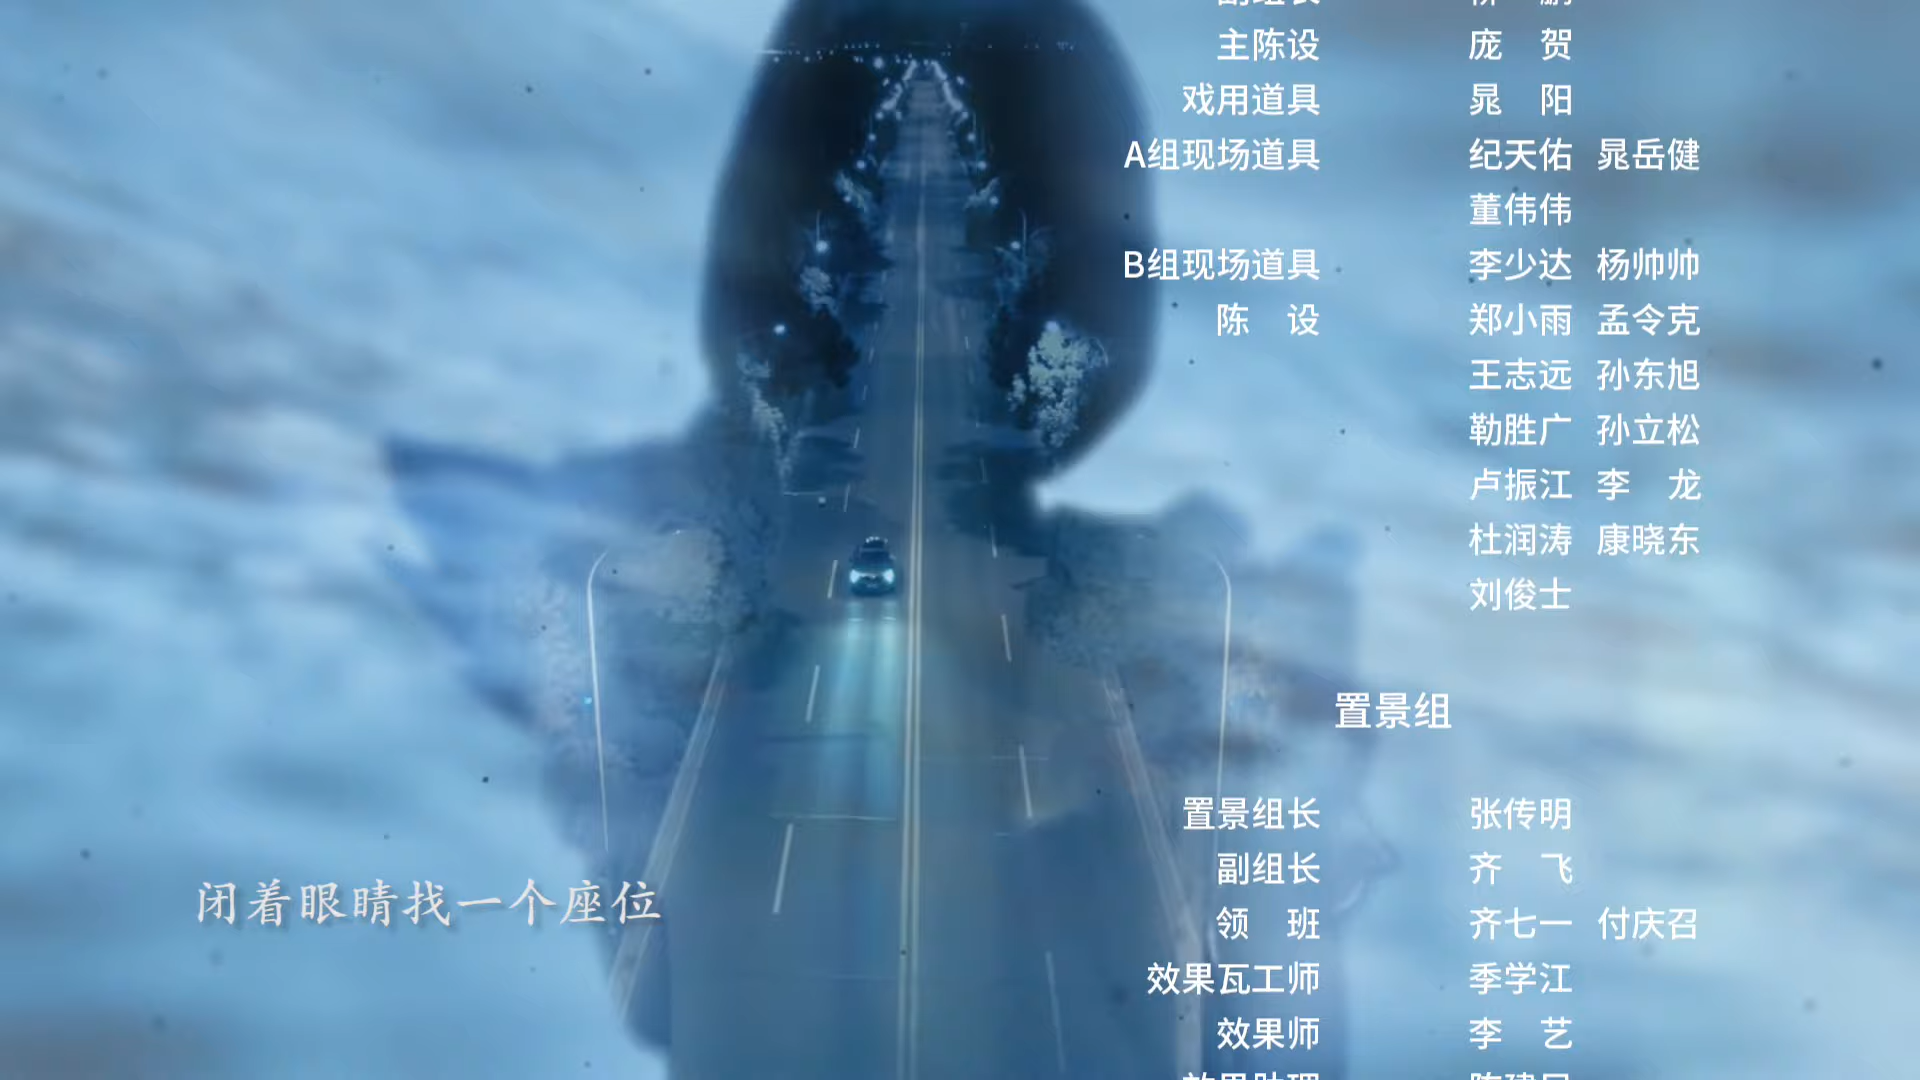 主陈设 庞 贺
戏用道具 晁 阳
A组现场道具 纪天佑 晁岳健
董伟伟
B组现场道具 李少达 杨帅帅
陈 设 郑小雨 孟令克
王志远 孙东旭
勒胜广 孙立松
卢振江 李 龙
杜润涛 康晓东
刘俊士
置景组
置景组长 张传明
副组长 齐 飞
闭着眼睛找一个座位
领 班 齐七一 付庆召
效果瓦工师 季学江
效果师 李 艺